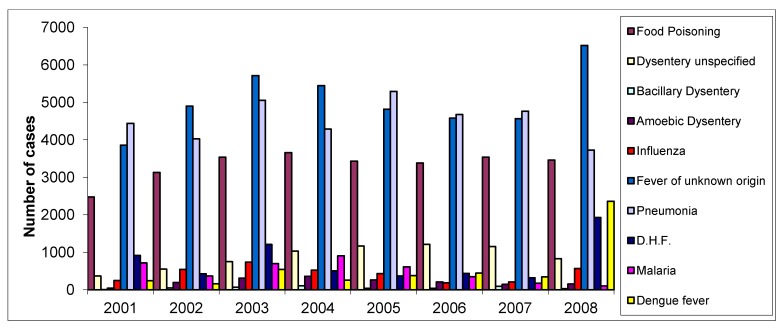 7000
6000
5000
4000
3000
2000
1000
0
Number of cases
2001 2002 2003 2004 2005 2006 2007 2008
Food Poisoning
Dysentery unspecified
Bacillary Dysentery
Amoebic Dysentery
Influenza
Fever of unknown origin
Pneumonia
D.H.F.
Malaria
Dengue fever